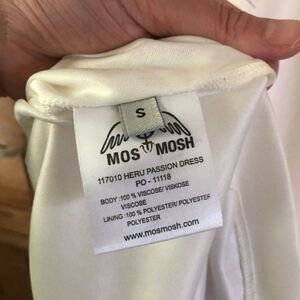 S
MOS MOSH
117010 HERU PASSION DRESS
PO - 11118
BODY : 100 % VISCOSE/ VISKOSE
VISCOSE
LINING : 100 % POLYESTER/ POLYESTER
POLYESTER
www.mosmosh.com